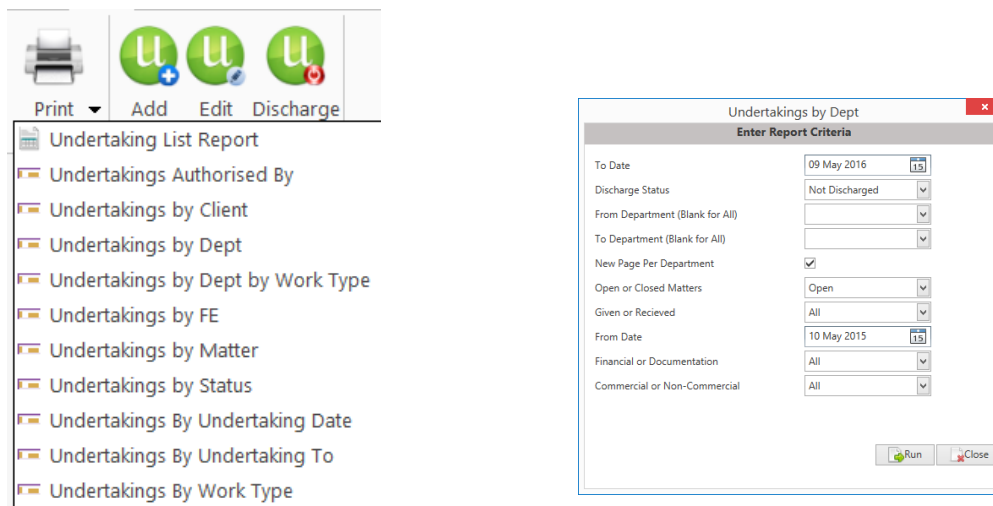 Print Add Edit Discharge
Undertaking List Report
Undertakings Authorised By
Undertakings by Client
Undertakings by Dept
Undertakings by Dept by Work Type
Undertakings by FE
Undertakings by Matter
Undertakings by Status
Undertakings By Undertaking Date
Undertakings By Undertaking To
Undertakings By Work Type
Undertakings by Dept
Enter Report Criteria
To Date 09 May 2016 15
Discharge Status Not Discharged
From Department (Blank for All)
To Department (Blank for All)
New Page Per Department
Open or Closed Matters Open
Given or Recieved All
From Date 10 May 2015 15
Financial or Documentation All
Commercial or Non-Commercial All
Run Close